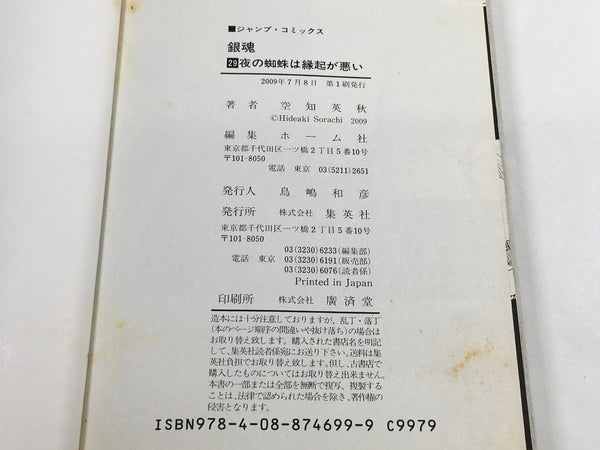 ■ジャンプ・コミックス
銀魂
29夜の蜘蛛は縁起が悪い
2009年7月8日 第1刷発行
著者 空知英秋
©Hideaki Sorachi 2009
編集 ホーム社
東京都千代田区一ツ橋2丁目5番10号
〒101-8050
電話 東京 03(5211)2651
発行人 鳥嶋和彦
発行所 株式会社 集英社
東京都千代田区一ツ橋2丁目5番10号
〒101-8050
03(3230)6233(編集部)
電話 東京 03(3230)6191(販売部)
03(3230)6076(読者係)
Printed in Japan
印刷所 株式会社 廣済堂
造本には十分注意しておりますが、乱丁・落丁
(本のページ順序の間違いや抜け落ち)の場合は
お取り替え致します。購入された書店名を明記
して、集英社読者係宛にお送り下さい。送料は集
英社負担でお取り替え致します。但し、古書店で
購入したものについてはお取り替え出来ません。
本書の一部または全部を無断で複写、複製する
ことは、法律で認められた場合を除き、著作権の
侵害となります。
ISBN978-4-08-874699-9 C9979